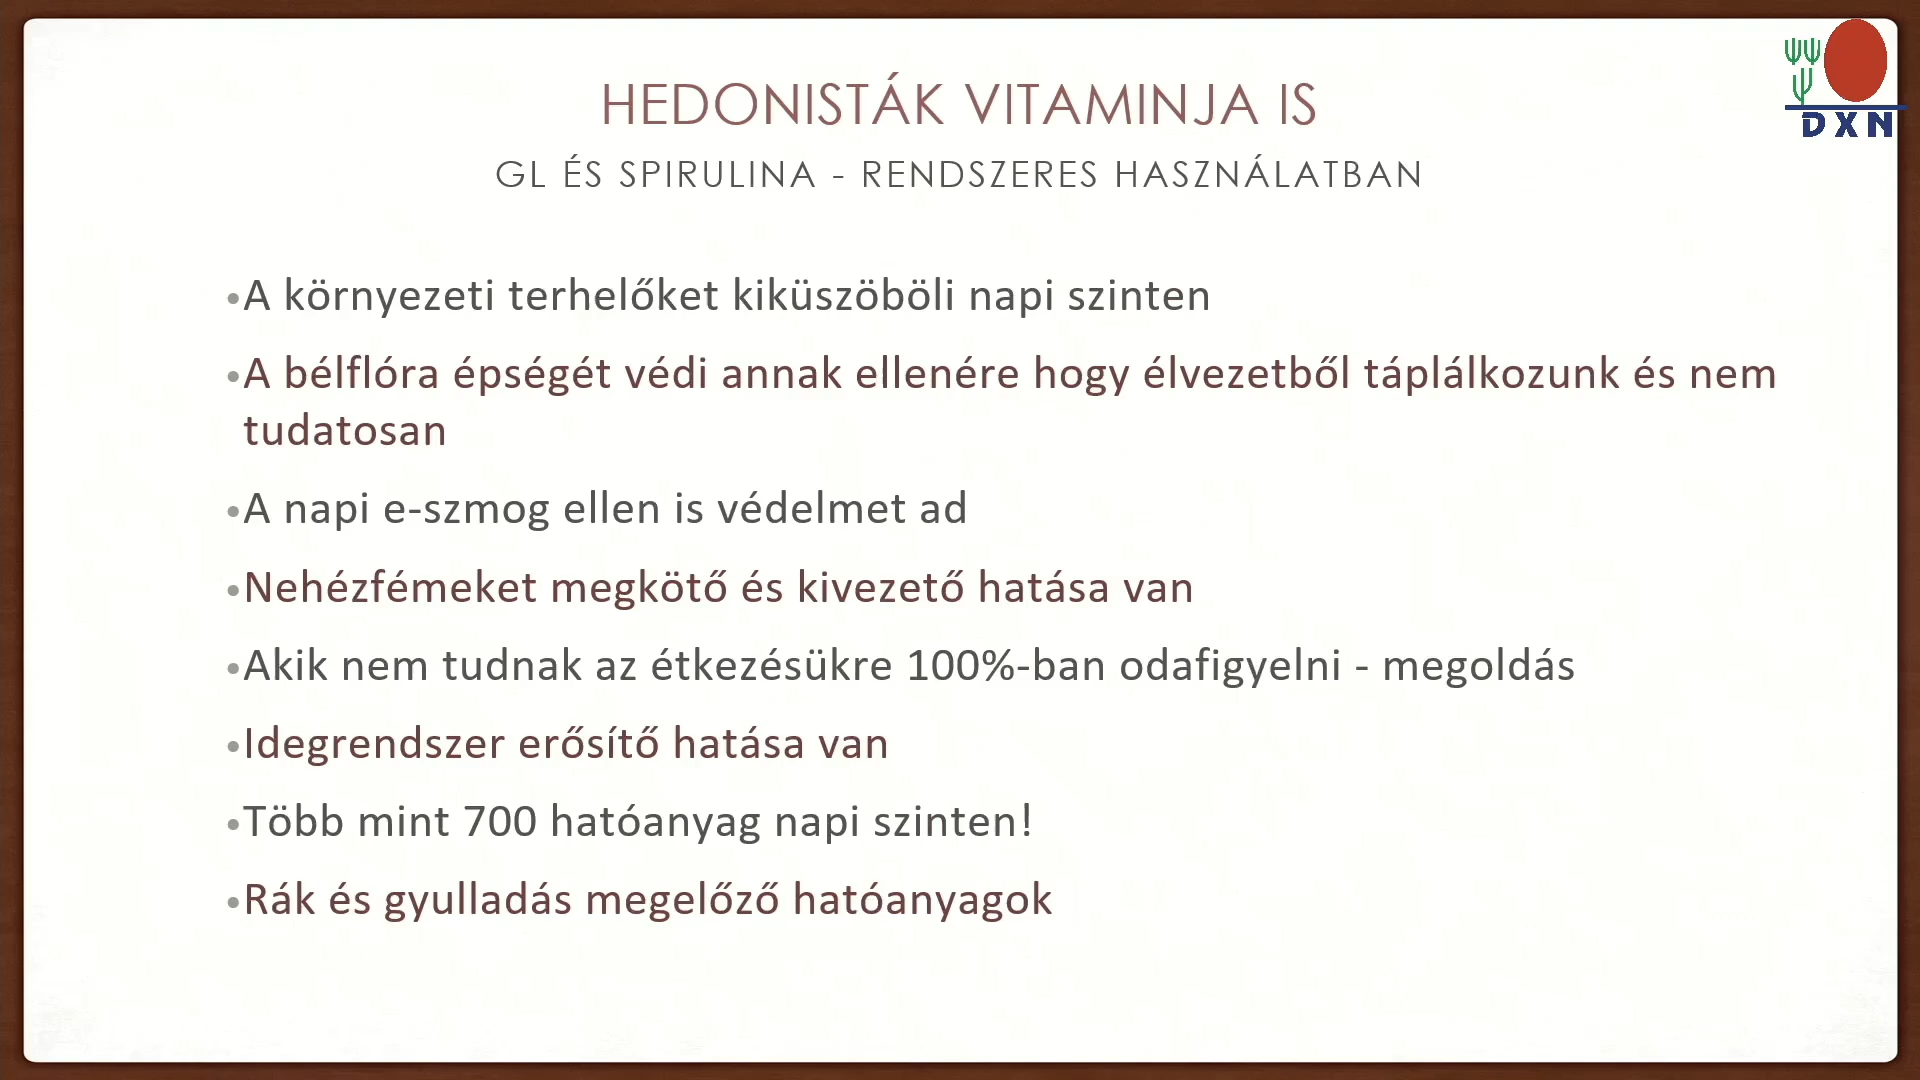 HEDONISTÁK VITAMINJA IS
GL ÉS SPIRULINA - RENDSZERES HASZNÁLATBAN
DXN
•A környezeti terhelőket kiküszöböli napi szinten
•A bélflóra épségét védi annak ellenére hogy élvezetből táplálkozunk és nem
tudatosan
•A napi e-szmog ellen is védelmet ad
•Nehézfémeket megkötő és kivezető hatása van
•Akik nem tudnak az étkezésükre 100%-ban odafigyelni - megoldás
•Idegrendszer erősítő hatása van
•Több mint 700 hatóanyag napi szinten!
•Rák és gyulladás megelőző hatóanyagok